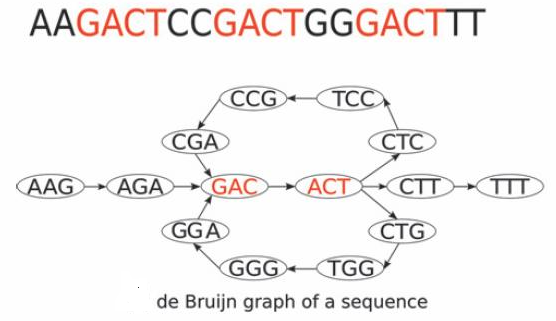 AAGACTCCGACTGGGGACTTT
CCG TCC
CGA CTC
AAG AGA GAC ACT CTT TTT
GGA CTG
GGG TGG
de Bruijn graph of a sequence